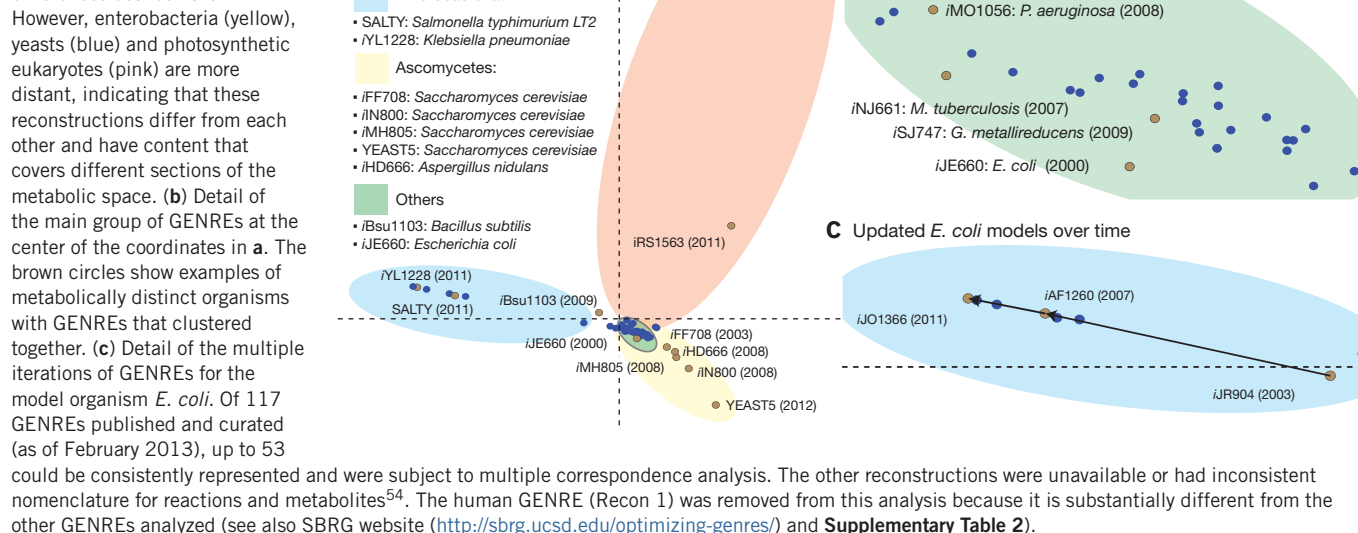 However, enterobacteria (yellow),
yeasts (blue) and photosynthetic
eukaryotes (pink) are more
distant, indicating that these
reconstructions differ from each
other and have content that
covers different sections of the
metabolic space. (b) Detail of
the main group of GENREs at the
center of the coordinates in a. The
brown circles show examples of
metabolically distinct organisms
with GENREs that clustered
together. (c) Detail of the multiple
iterations of GENREs for the
model organism E. coli. Of 117
GENREs published and curated
(as of February 2013), up to 53
could be consistently represented and were subject to multiple correspondence analysis. The other reconstructions were unavailable or had inconsistent
nomenclature for reactions and metabolites54. The human GENRE (Recon 1) was removed from this analysis because it is substantially different from the
other GENREs analyzed (see also SBRG website (http://sbrg.ucsd.edu/optimizing-genres/) and Supplementary Table 2).
▪ SALTY: Salmonella typhimurium LT2
▪ iYL1228: Klebsiella pneumoniae
Ascomycetes:
▪ iFF708: Saccharomyces cerevisiae
▪ iIN800: Saccharomyces cerevisiae
▪ iMH805: Saccharomyces cerevisiae
▪ YEAST5: Saccharomyces cerevisiae
▪ iHD666: Aspergillus nidulans
Others
▪ iBsu1103: Bacillus subtilis
▪ iJE660: Escherichia coli
iRS1563 (2011)
iYL1228 (2011)
SALTY (2011)
iBsu1103 (2009)
iJE660 (2000)
iFF708 (2003)
iHD666 (2008)
iMH805 (2008)
iIN800 (2008)
YEAST5 (2012)
iMO1056: P. aeruginosa (2008)
iNJ661: M. tuberculosis (2007)
iSJ747: G. metallireducens (2009)
iJE660: E. coli (2000)
C Updated E. coli models over time
iAF1260 (2007)
iJO1366 (2011)
iJR904 (2003)